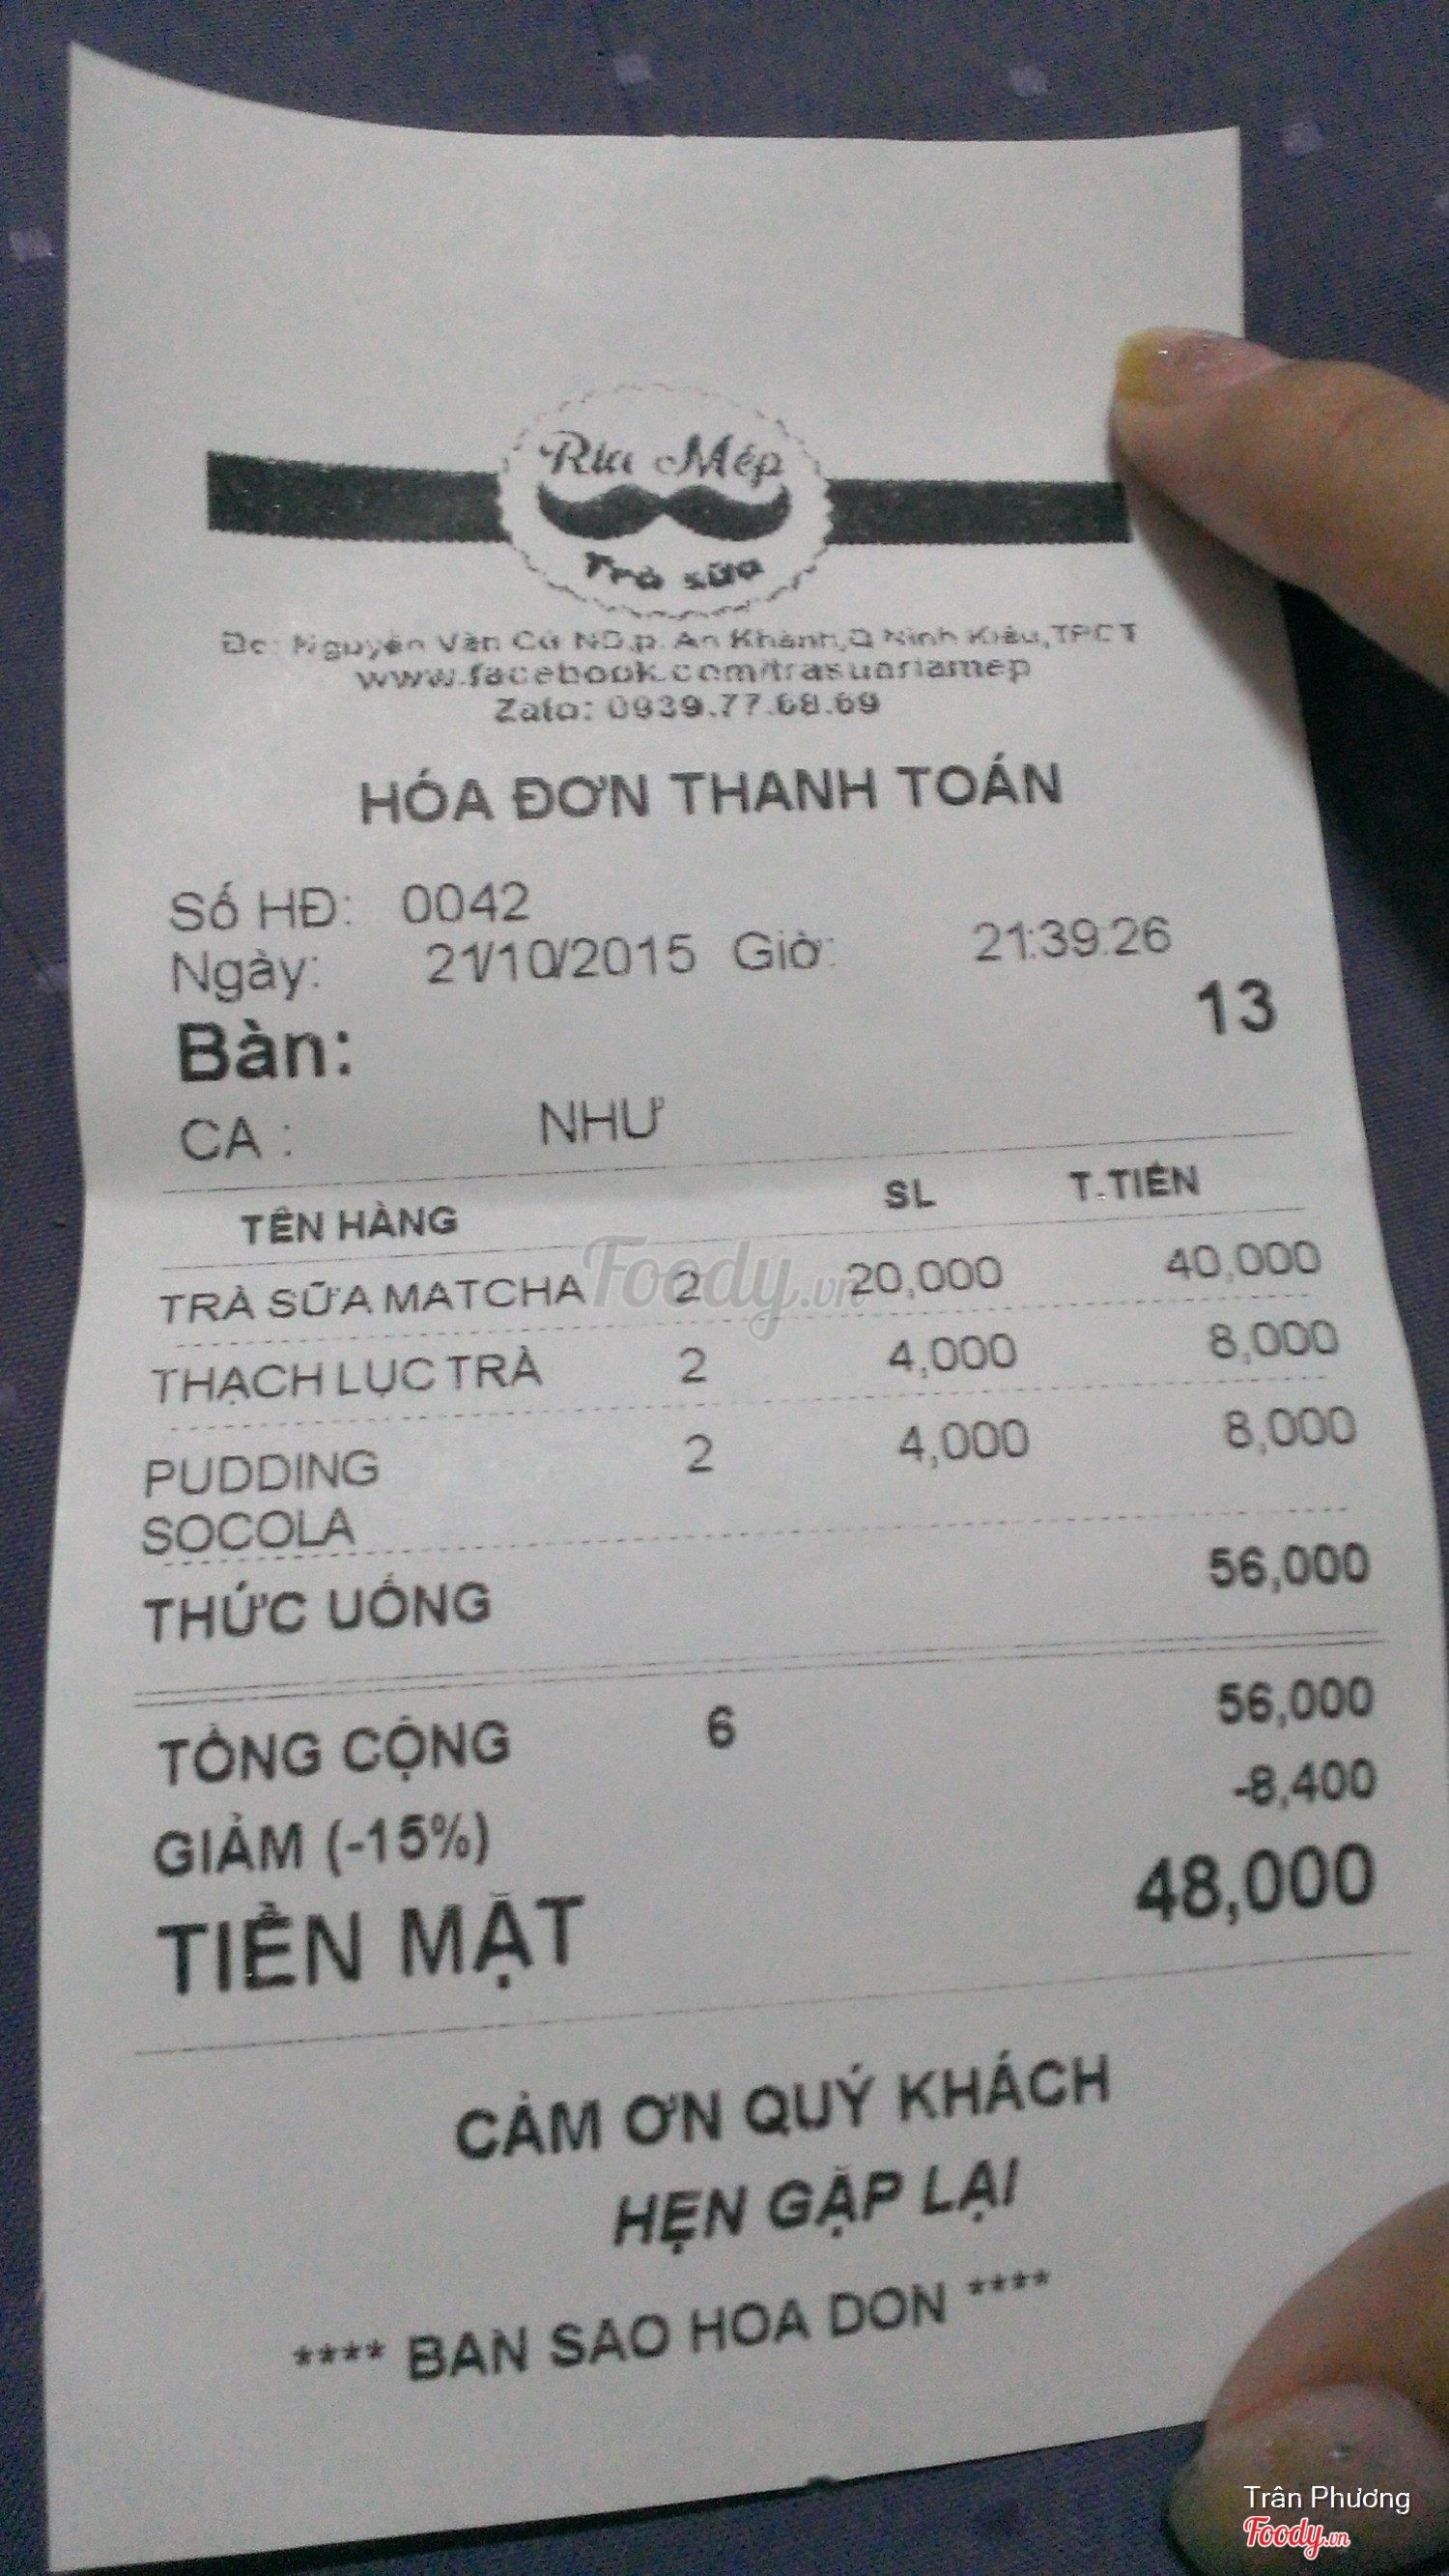 Ria Mép
Trà sữa
Đc: Nguyễn Văn Cừ ND,p. An Khánh,Q Ninh Kiều,TPCT
www.facebook.com/trasuariamep
Zalo: 0939.77.68.69
HÓA ĐƠN THANH TOÁN
Số HĐ: 0042
Ngày: 21/10/2015 Giờ: 21:39:26
Bàn: 13
CA : NHƯ
TÊN HÀNG SL T.TIỀN
TRÀ SỮA MATCHA 2 20,000 40,000
THẠCH LỤC TRÀ 2 4,000 8,000
PUDDING 2 4,000 8,000
SOCOLA
THỨC UỐNG 56,000
TỔNG CỘNG 6 56,000
GIẢM (-15%) -8,400
TIỀN MẶT 48,000
CẢM ƠN QUÝ KHÁCH
HẸN GẶP LẠI
**** BAN SAO HOA DON ****
Foody.vn
Trân Phương
Foody.vn